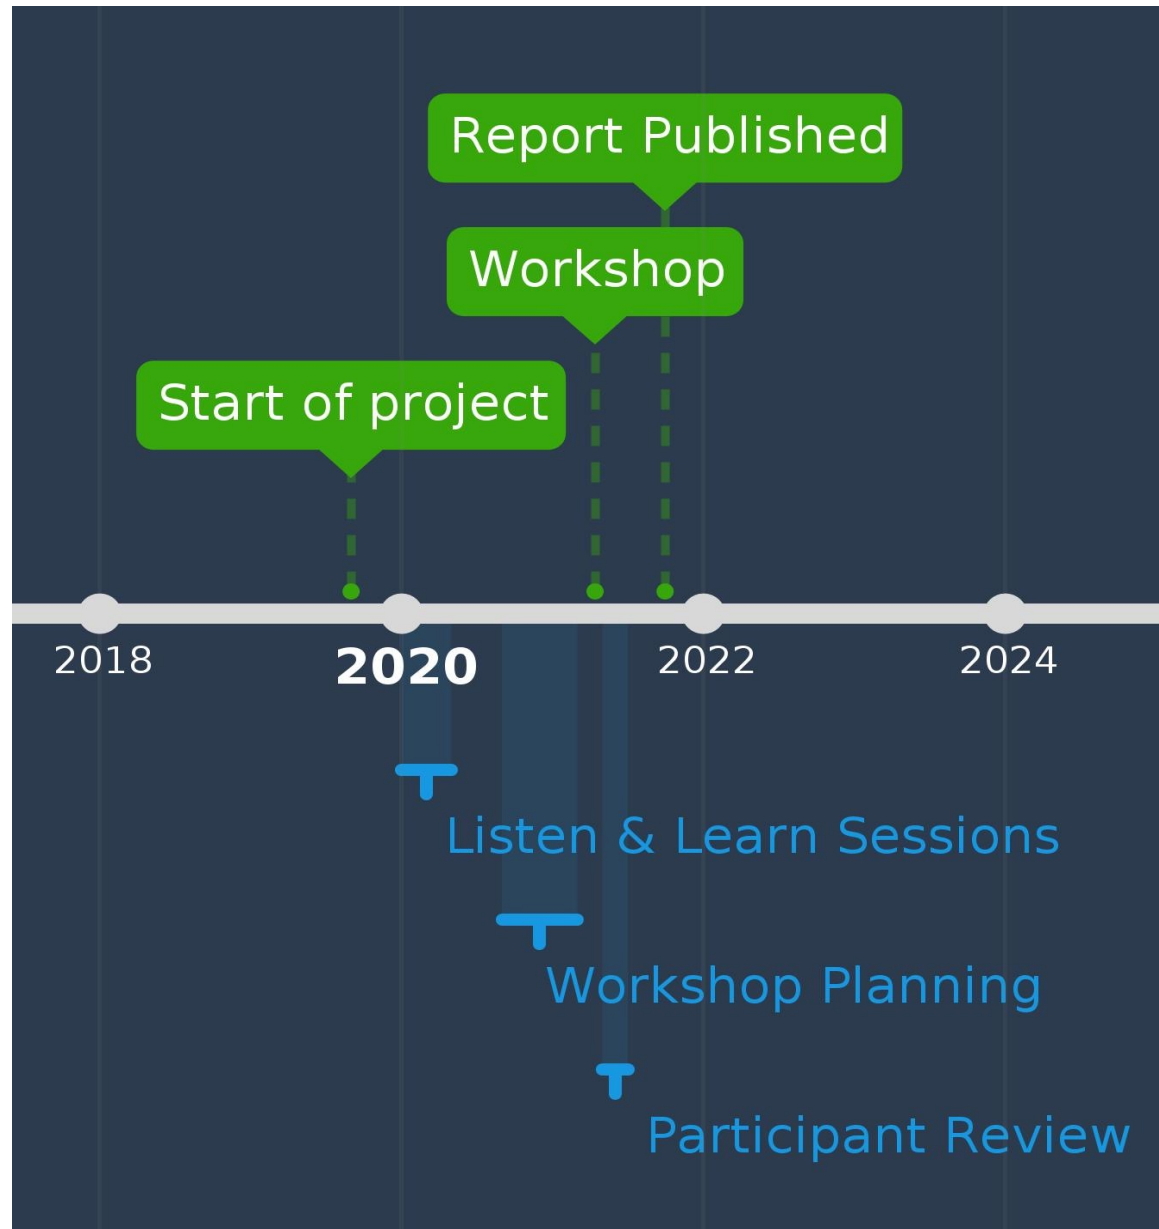 Report Published
Workshop
Start of project
2018
2020
2022
2024
Listen & Learn Sessions
Workshop Planning
Participant Review